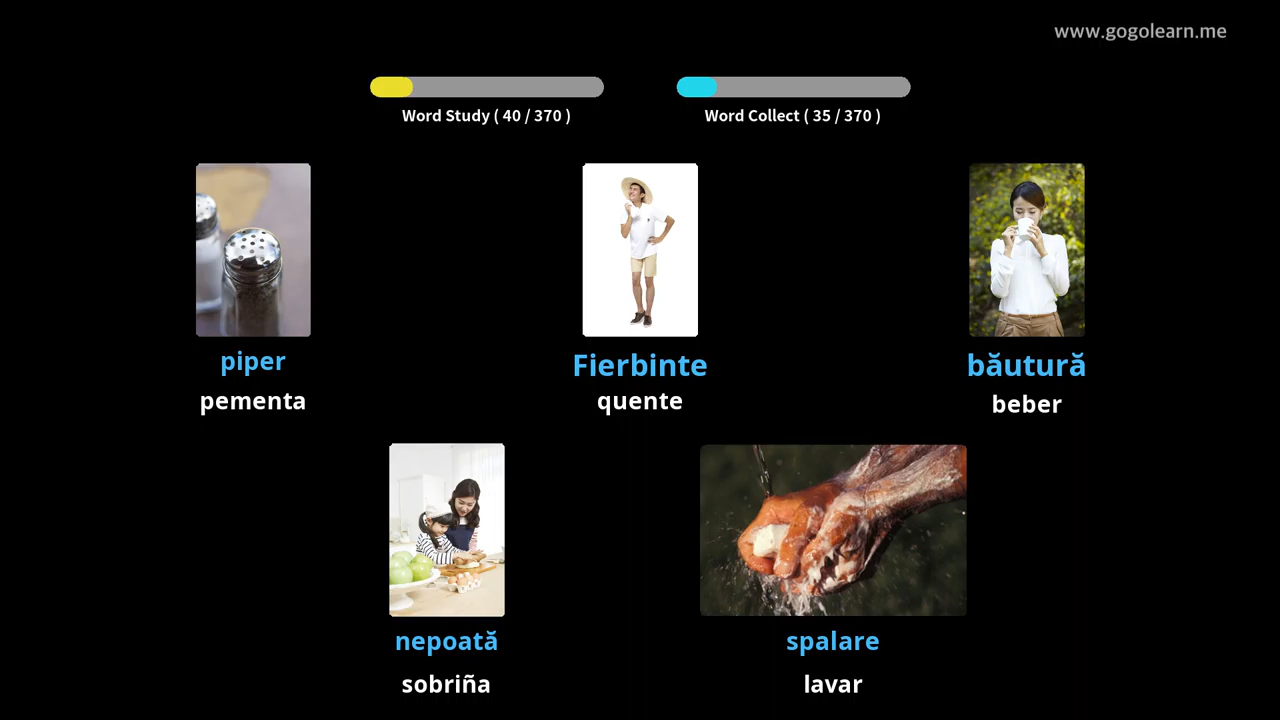 www.gogolearn.me
Word Study ( 40 / 370 )
Word Collect ( 35 / 370 )
piper
pementa
Fierbinte
quente
băutură
beber
nepoată
sobriña
spalare
lavar